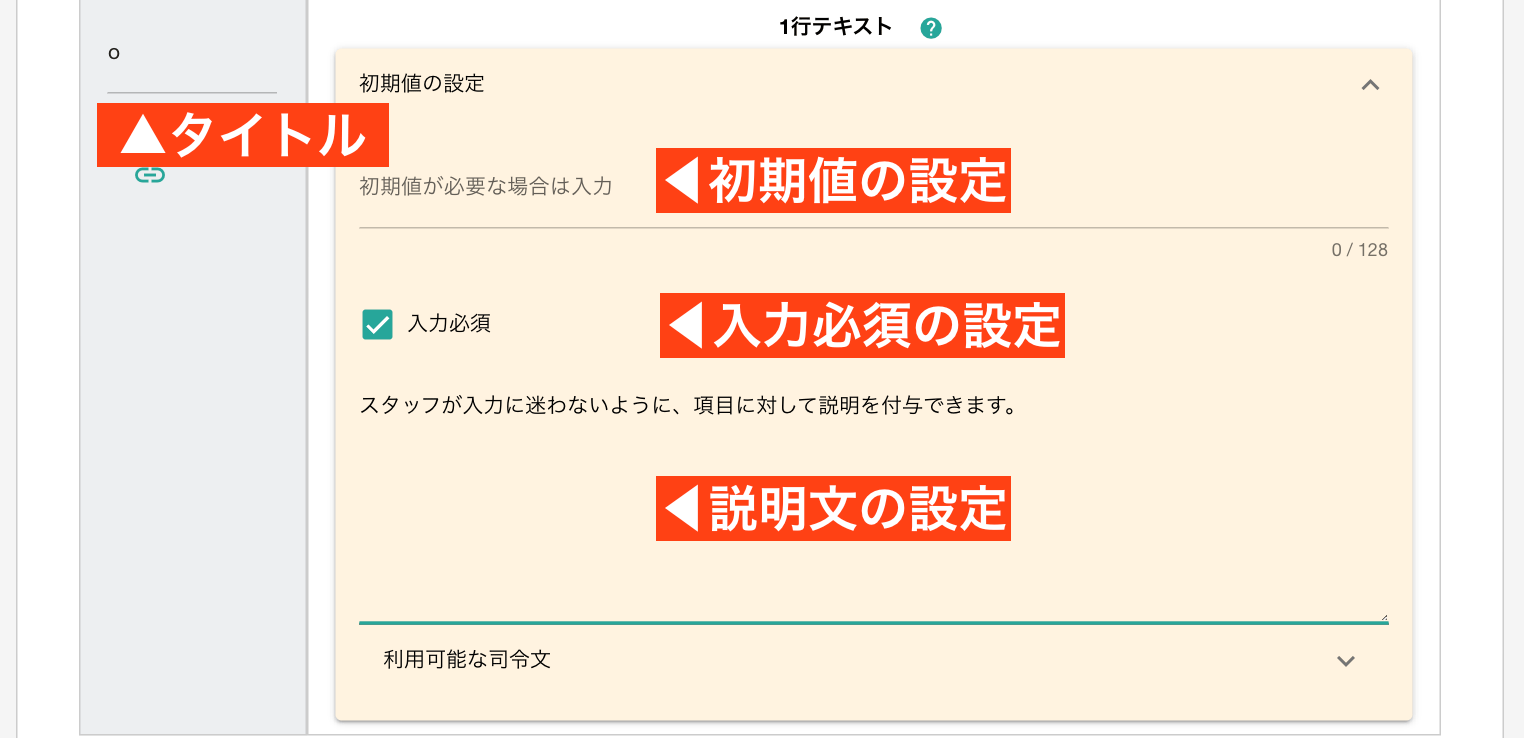 1行テキスト ?
o
初期値の設定
▲タイトル
◀初期値の設定
初期値が必要な場合は入力
0 / 128
入力必須
◀入力必須の設定
スタッフが入力に迷わないように、項目に対して説明を付与できます。
◀説明文の設定
利用可能な司令文